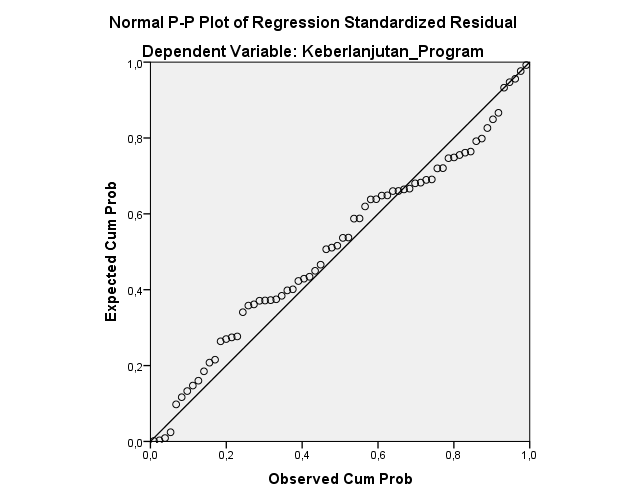 Normal P-P Plot of Regression Standardized Residual
Dependent Variable: Keberlanjutan_Program
1,0
0,8
0,6
0,4
0,2
0,0
Expected Cum Prob
0,0 0,2 0,4 0,6 0,8 1,0
Observed Cum Prob